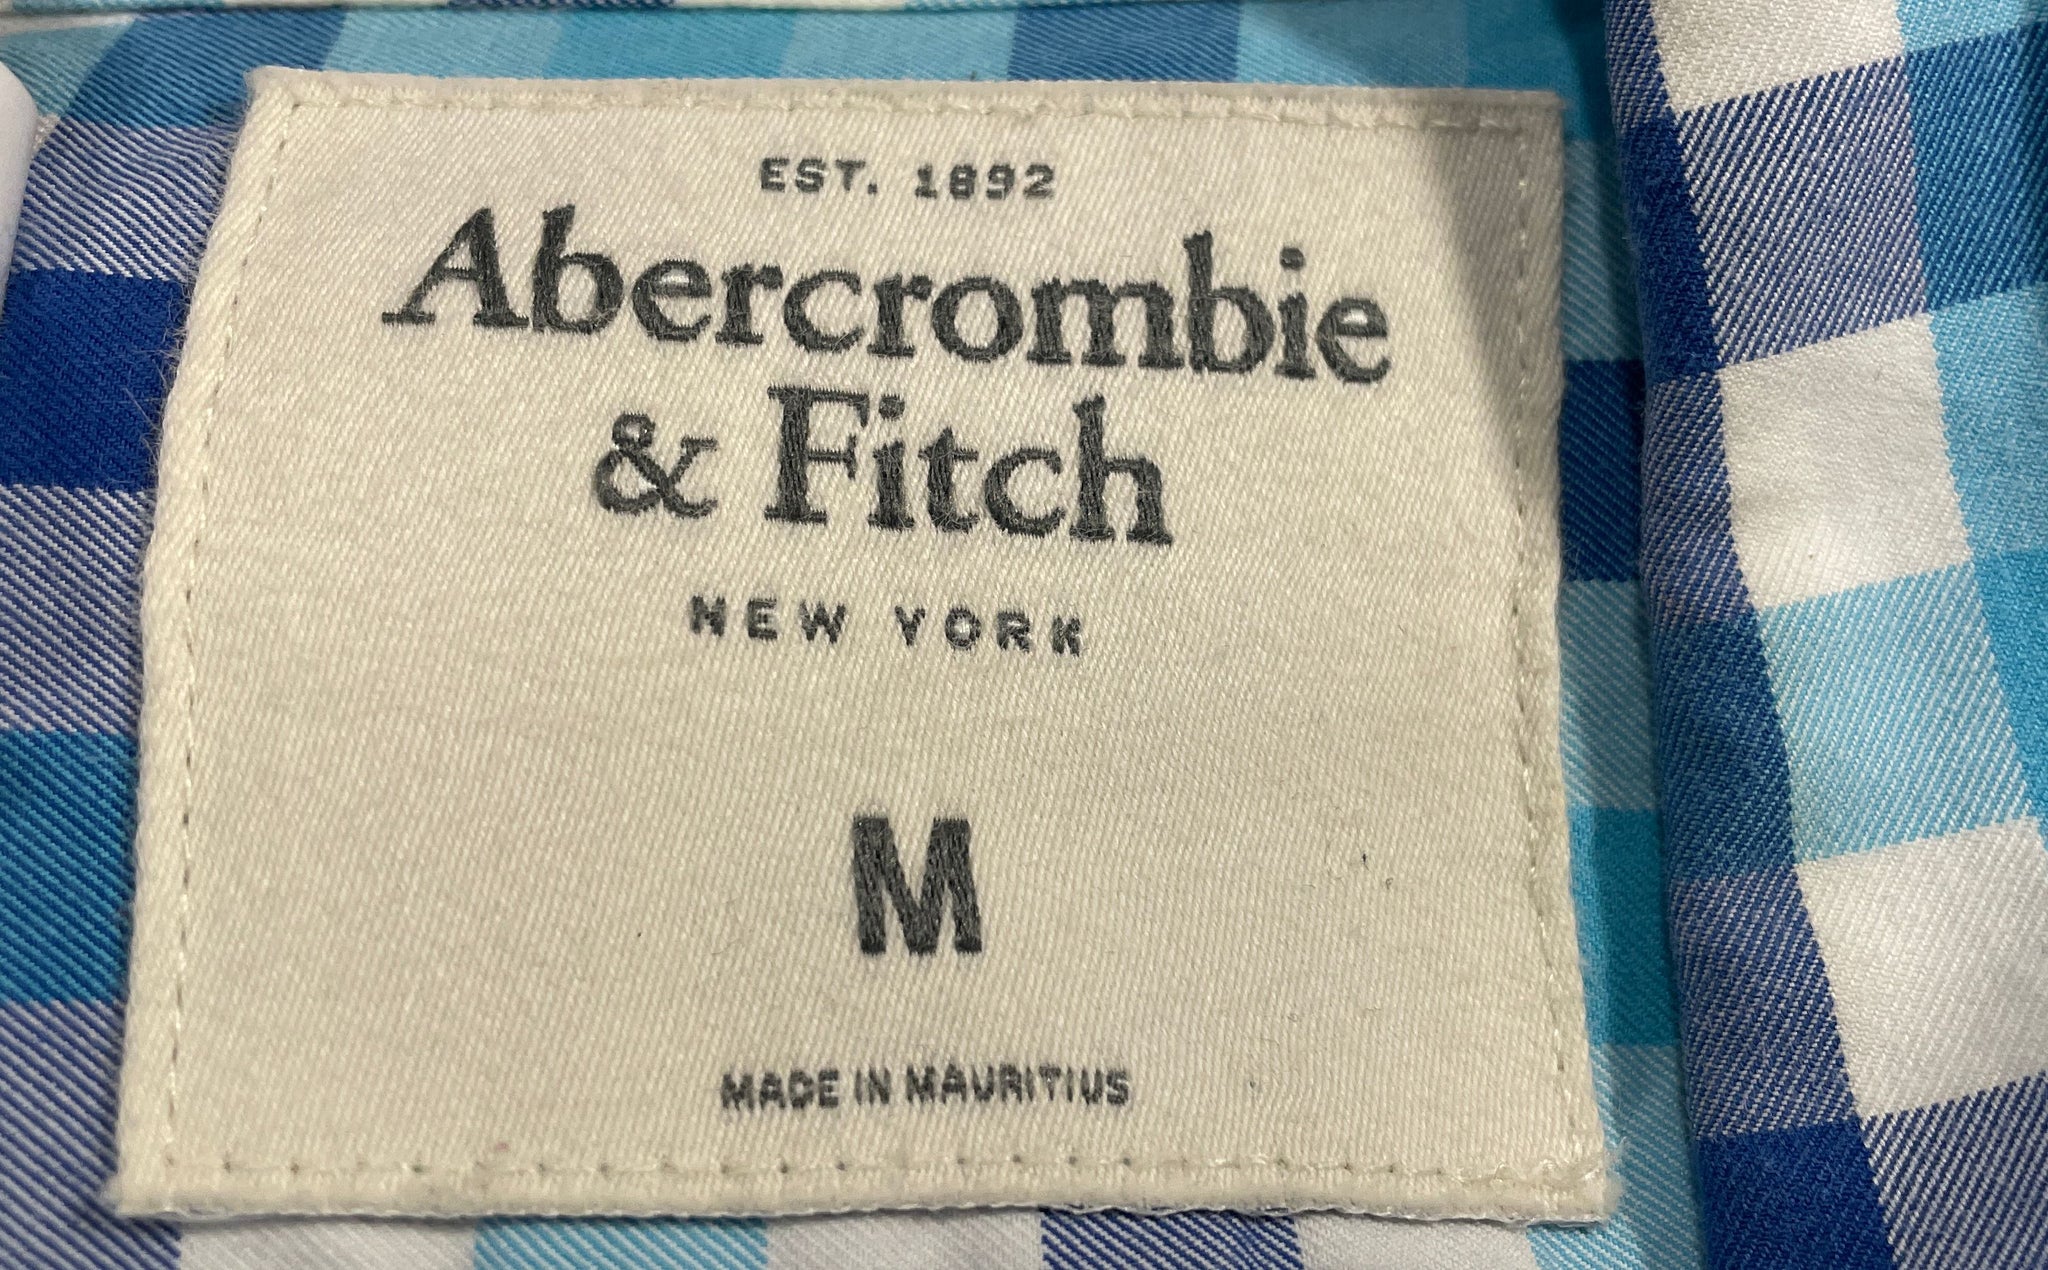 EST. 1892
Abercrombie
& Fitch
NEW YORK
M
MADE IN MAURITIUS